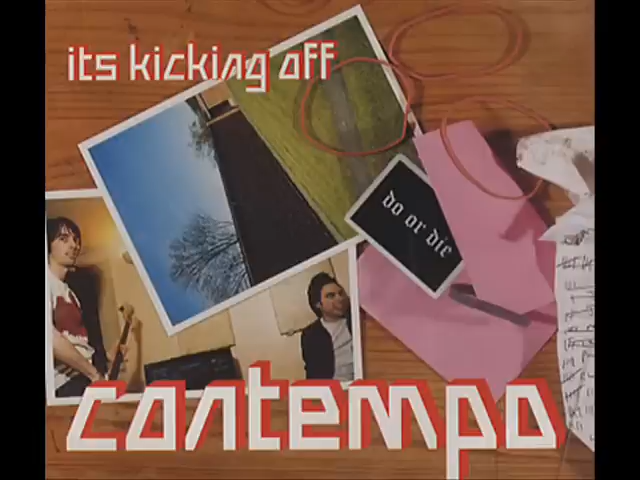 its kicking off
do or die
contempo